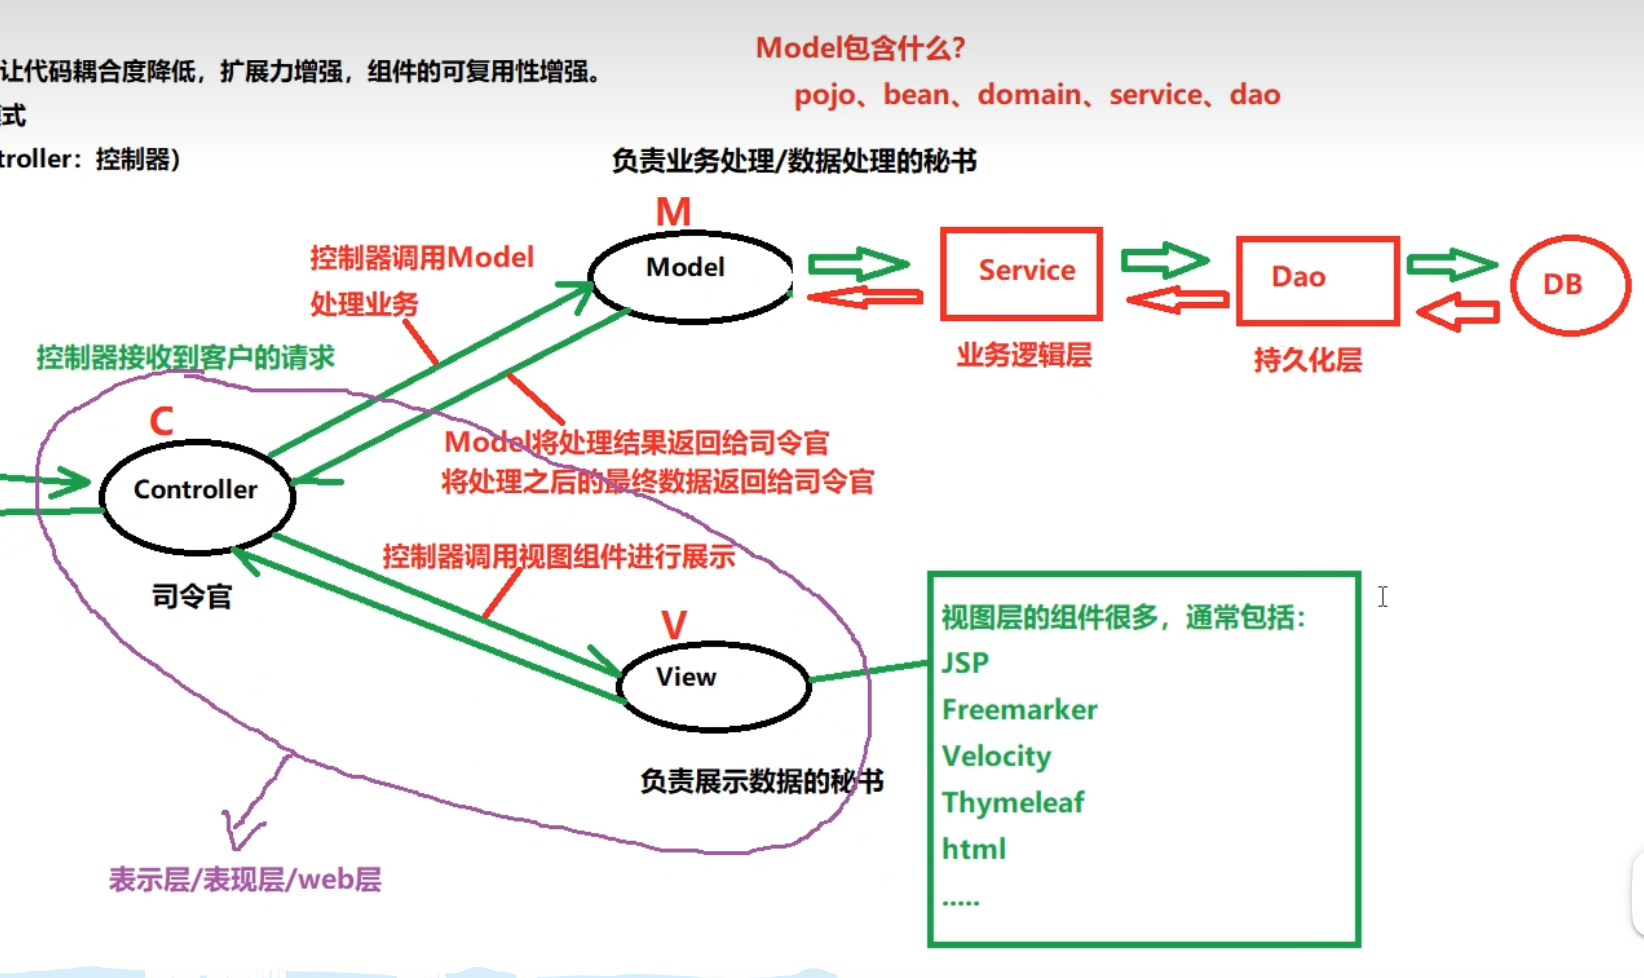 Model包含什么？
让代码耦合度降低，扩展力增强，组件的可复用性增强。
pojo、bean、domain、service、dao
式
troller：控制器）
负责业务处理/数据处理的秘书
M
控制器调用Model
处理业务
Model
Service
Dao
DB
业务逻辑层
持久化层
控制器接收到客户的请求
C
Controller
Model将处理结果返回给司令官
将处理之后的最终数据返回给司令官
控制器调用视图组件进行展示
司令官
V
View
负责展示数据的秘书
视图层的组件很多，通常包括：
JSP
Freemarker
Velocity
Thymeleaf
html
.....
表示层/表现层/web层